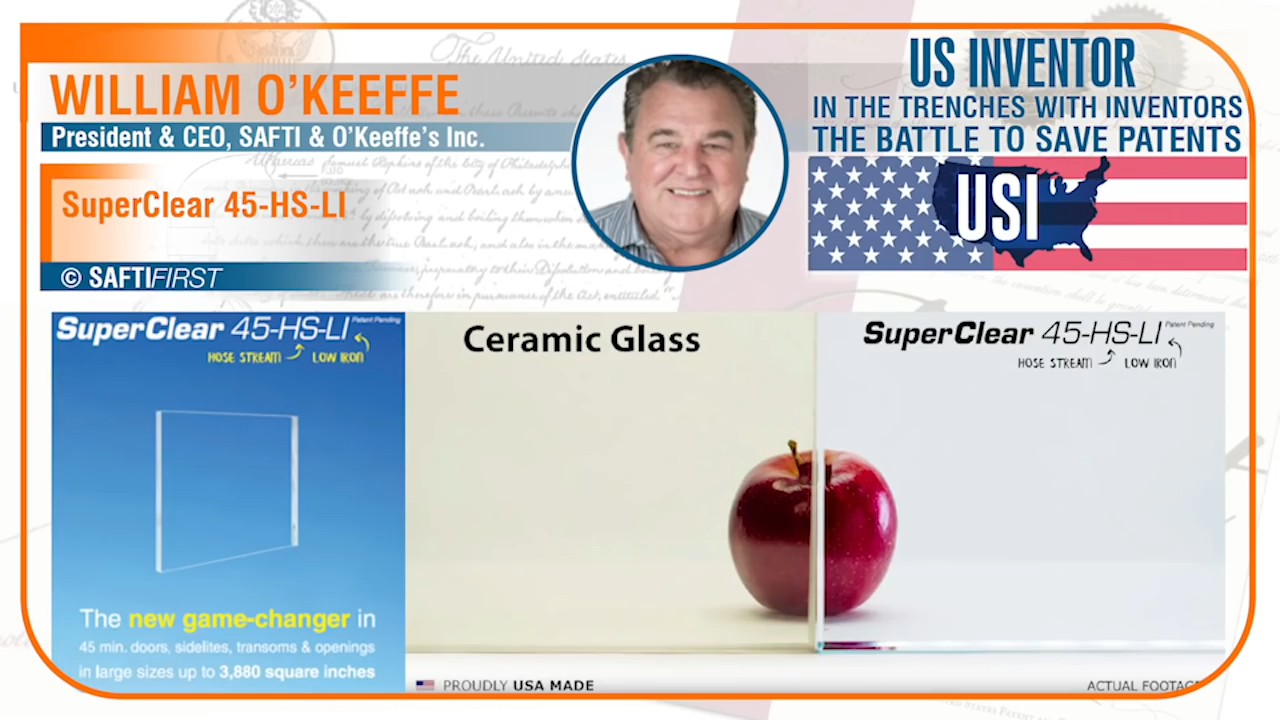 WILLIAM O'KEEFFE
President & CEO, SAFTI & O'Keeffe's Inc.
SuperClear 45-HS-LI
© SAFTIFIRST
US INVENTOR
IN THE TRENCHES WITH INVENTORS
THE BATTLE TO SAVE PATENTS
USI
The United States
SuperClear 45-HS-LI Patent Pending
HOSE STREAM LOW IRON
The new game-changer in
45 min. doors, sidelites, transoms & openings
in large sizes up to 3,880 square inches
Ceramic Glass
SuperClear 45-HS-LI Patent Pending
HOSE STREAM LOW IRON
PROUDLY USA MADE
ACTUAL FOOTAGE